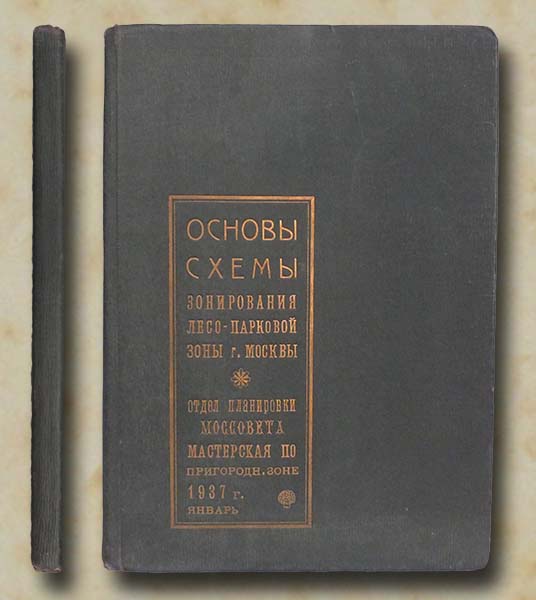 ОСНОВЫ
СХЕМЫ
ЗОНИРОВАНИЯ
ЛЕСО-ПАРКОВОЙ
ЗОНЫ г. МОСКВЫ
ОТДЕЛ ПЛАНИРОВКИ
МОССОВЕТА
МАСТЕРСКАЯ ПО
ПРИГОРОДН. ЗОНЕ
1937 г.
ЯНВАРЬ